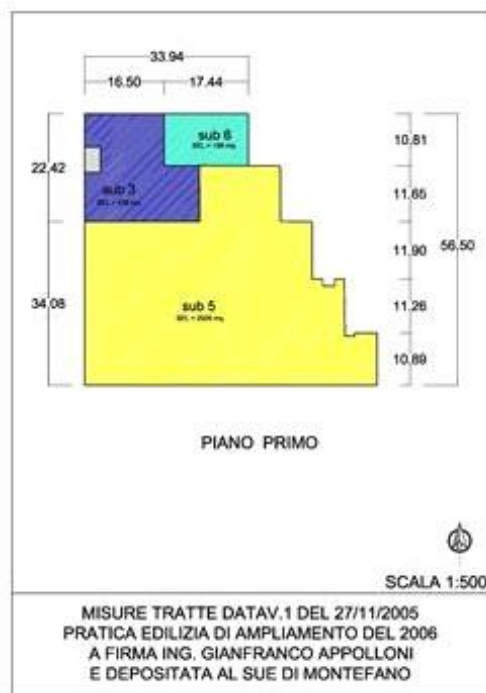 33.94
16.50 17.44
22.42
34.08
sub 6
sub 3
sub 5
10.81
11.65
11.90
11.26
10.89
56.50
PIANO PRIMO
SCALA 1:500
MISURE TRATTE DATAV.1 DEL 27/11/2005
PRATICA EDILIZIA DI AMPLIAMENTO DEL 2006
A FIRMA ING. GIANFRANCO APPOLLONI
E DEPOSITATA AL SUE DI MONTEFANO